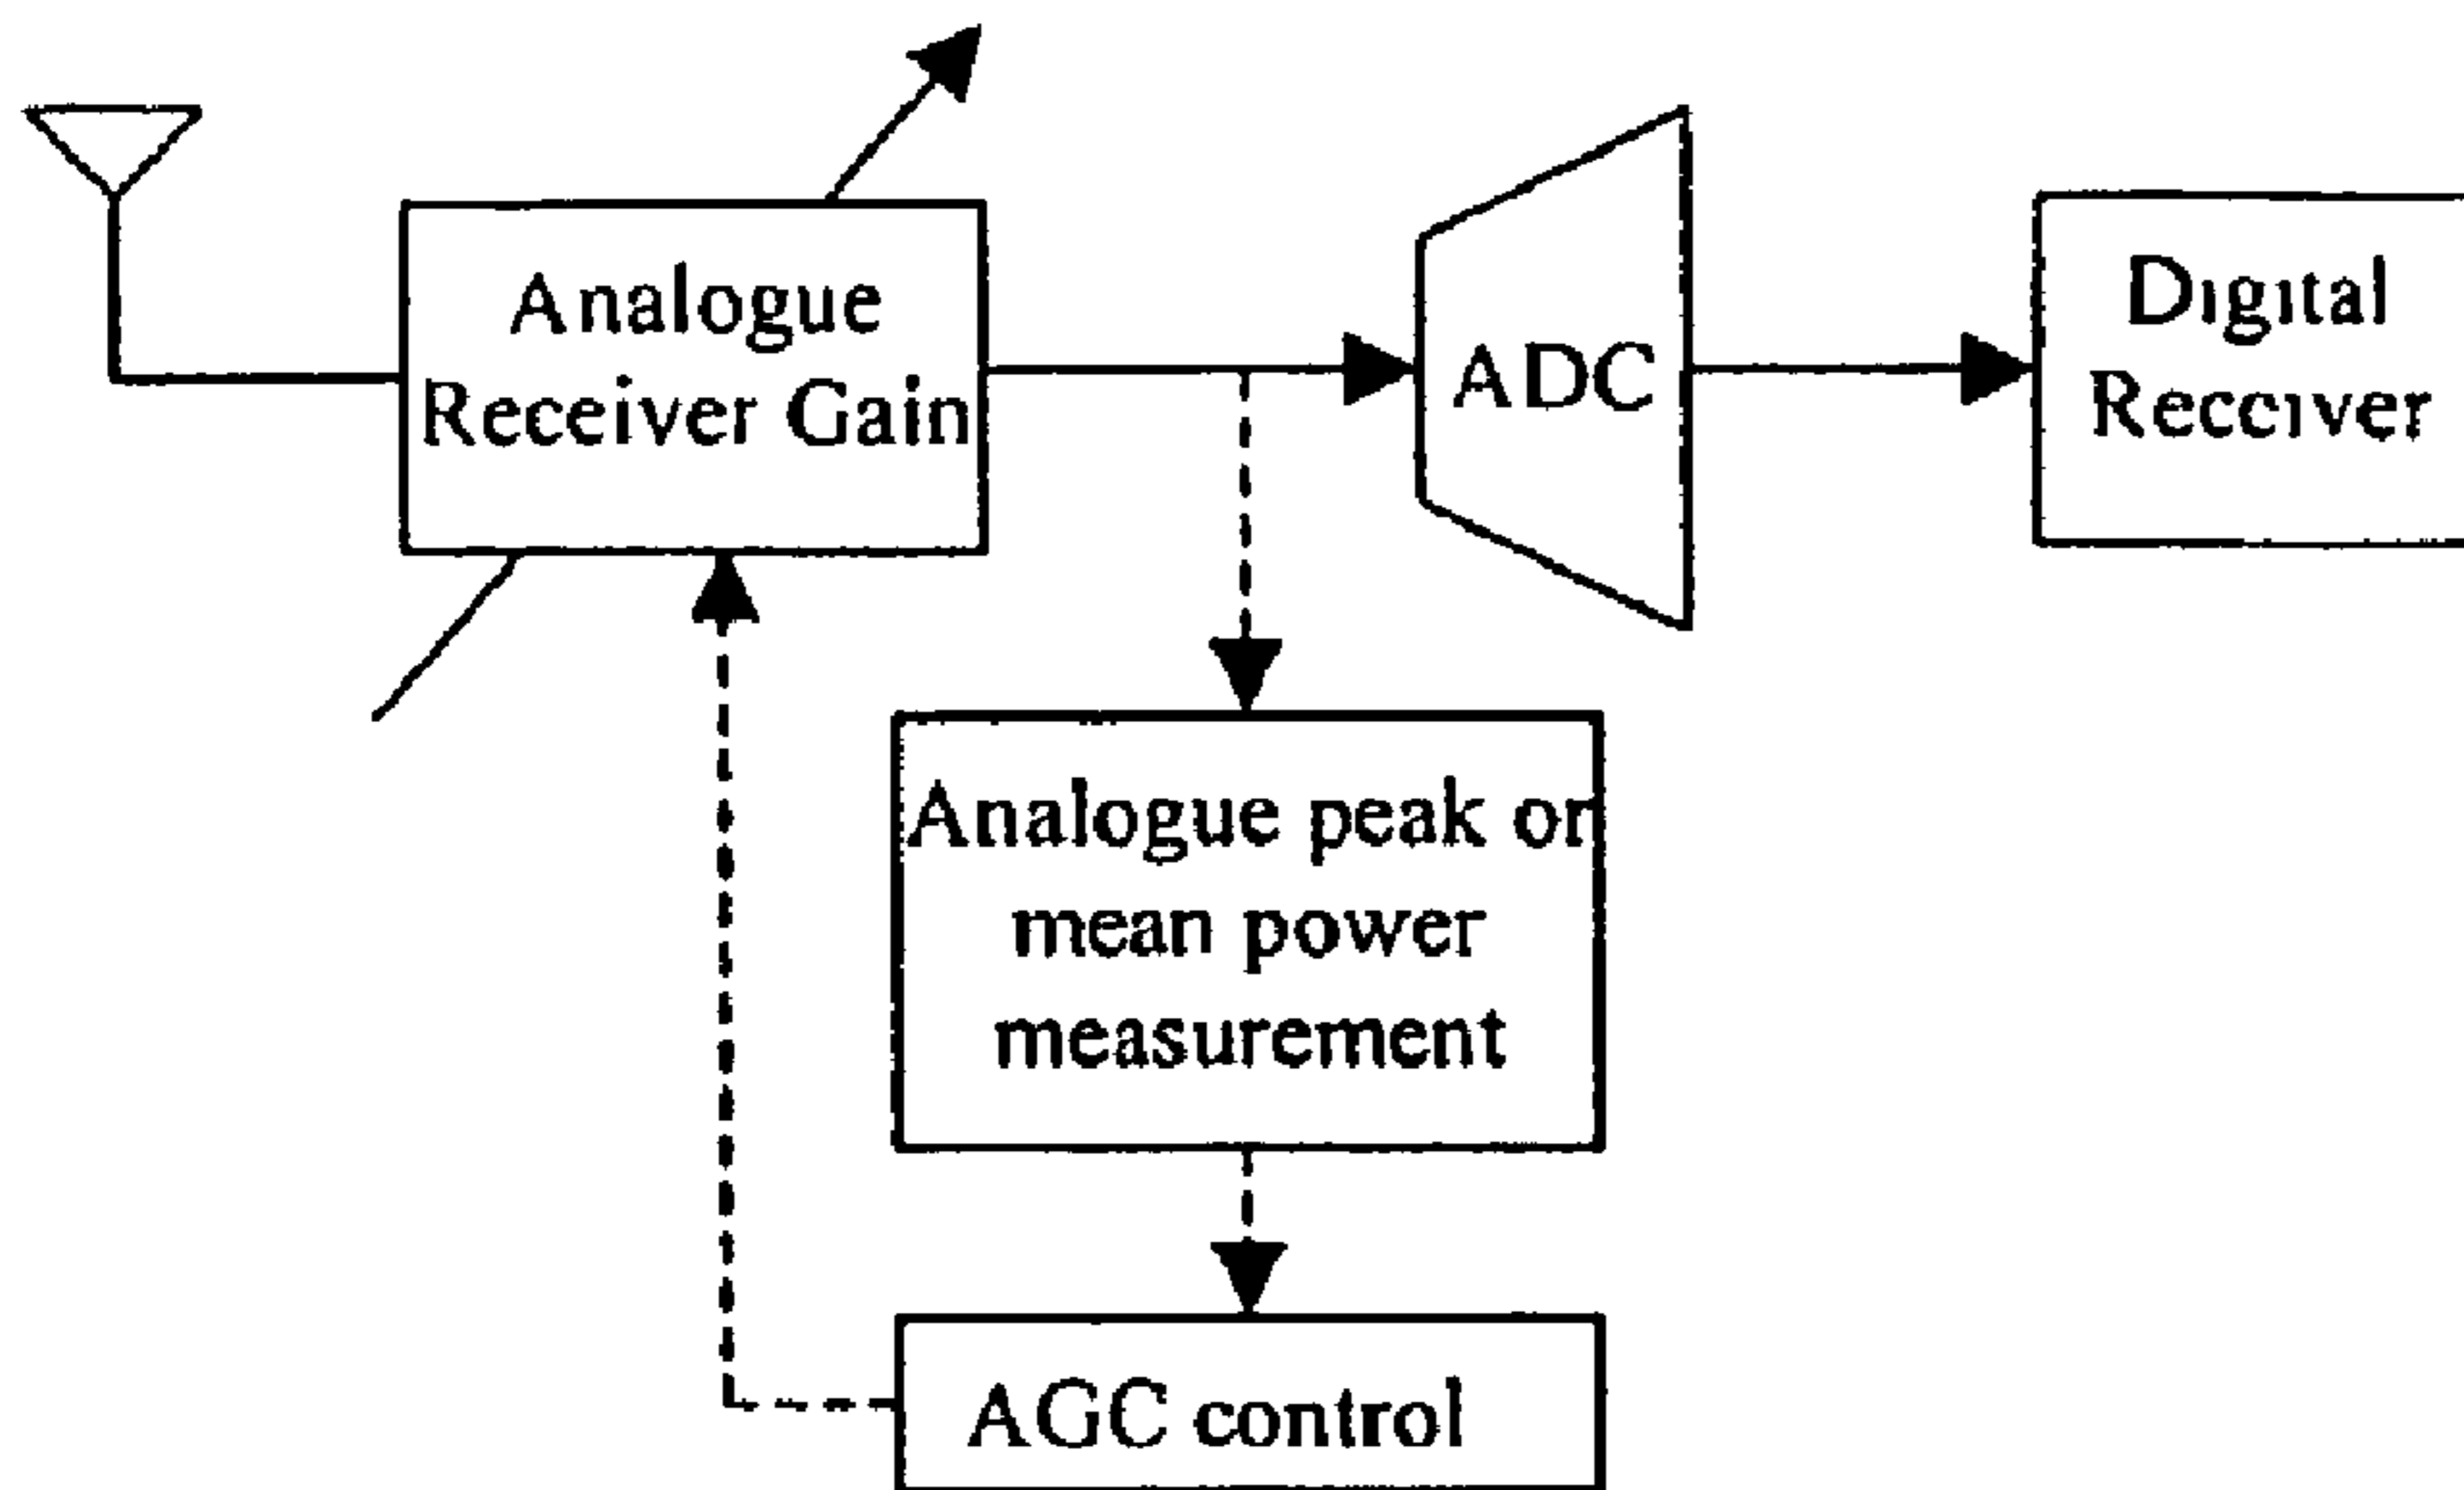 Analogue
Receiver Gain
ADC
Digital
Receiver
Analogue peak or
mean power
measurement
AGC control